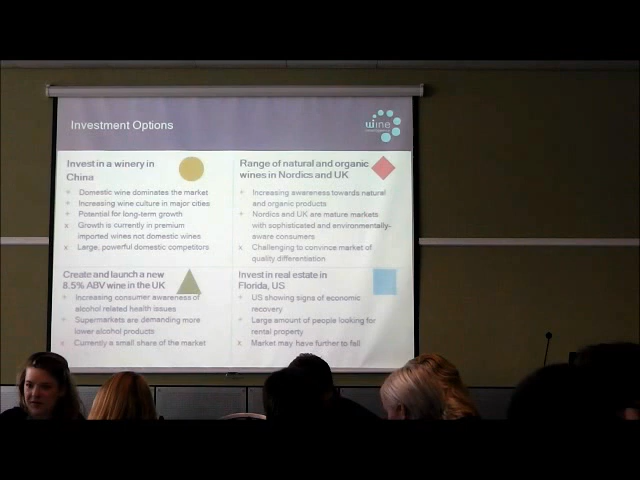 Investment Options
wine
Invest in a winery in
China
+ Domestic wine dominates the market
+ Increasing wine culture in major cities
+ Potential for long-term growth
x Growth is currently in premium
imported wines not domestic wines
x Large, powerful domestic competitors
Range of natural and organic
wines in Nordics and UK
+ Increasing awareness towards natural
and organic products
+ Nordics and UK are mature markets
with sophisticated and environmentally-
aware consumers
x Challenging to convince market of
quality differentiation
Create and launch a new
8.5% ABV wine in the UK
+ Increasing consumer awareness of
alcohol related health issues
+ Supermarkets are demanding more
lower alcohol products
x Currently a small share of the market
Invest in real estate in
Florida, US
+ US showing signs of economic
recovery
+ Large amount of people looking for
rental property
x Market may have further to fall